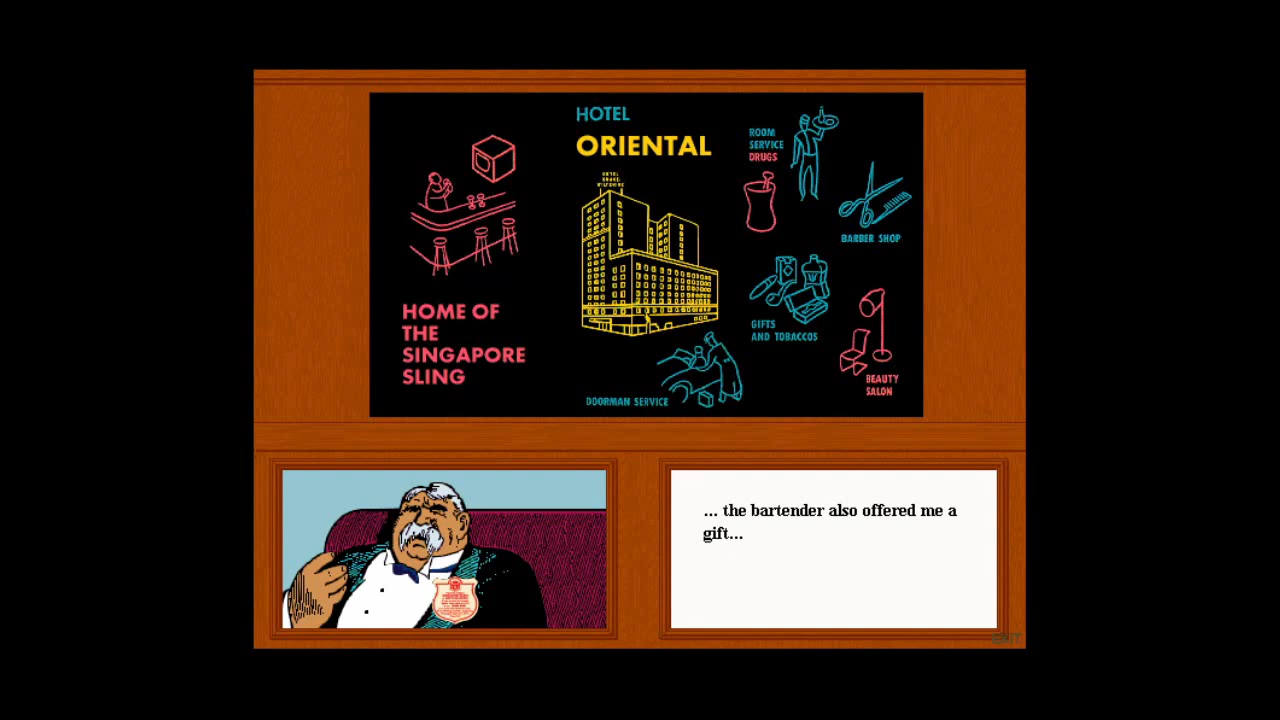 HOTEL
ORIENTAL
HOME OF
THE
SINGAPORE
SLING
ROOM
SERVICE
DRUGS
BARBER SHOP
GIFTS
AND TOBACCOS
BEAUTY
SALON
DOORMAN SERVICE
... the bartender also offered me a
gift...
EXIT